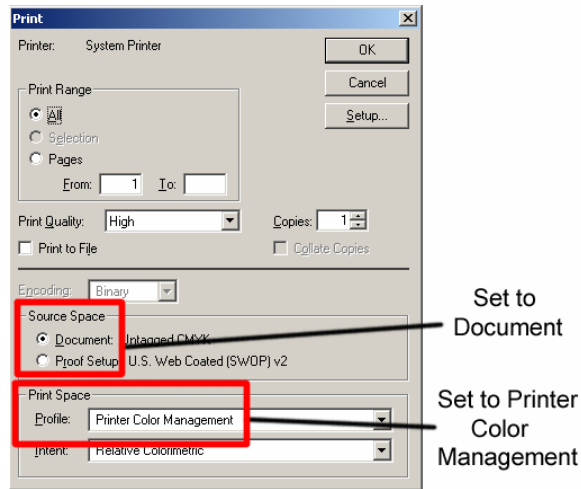 Print
Printer: System Printer
OK
Cancel
Setup...
Print Range
All
Selection
Pages
From: 1 To:
Print Quality: High
Copies: 1
Print to File
Collate Copies
Encoding: Binary
Source Space
Document: Untagged CMYK
Proof Setup: U.S. Web Coated (SWOP) v2
Set to
Document
Print Space
Profile: Printer Color Management
Intent: Relative Colorimetric
Set to Printer
Color
Management